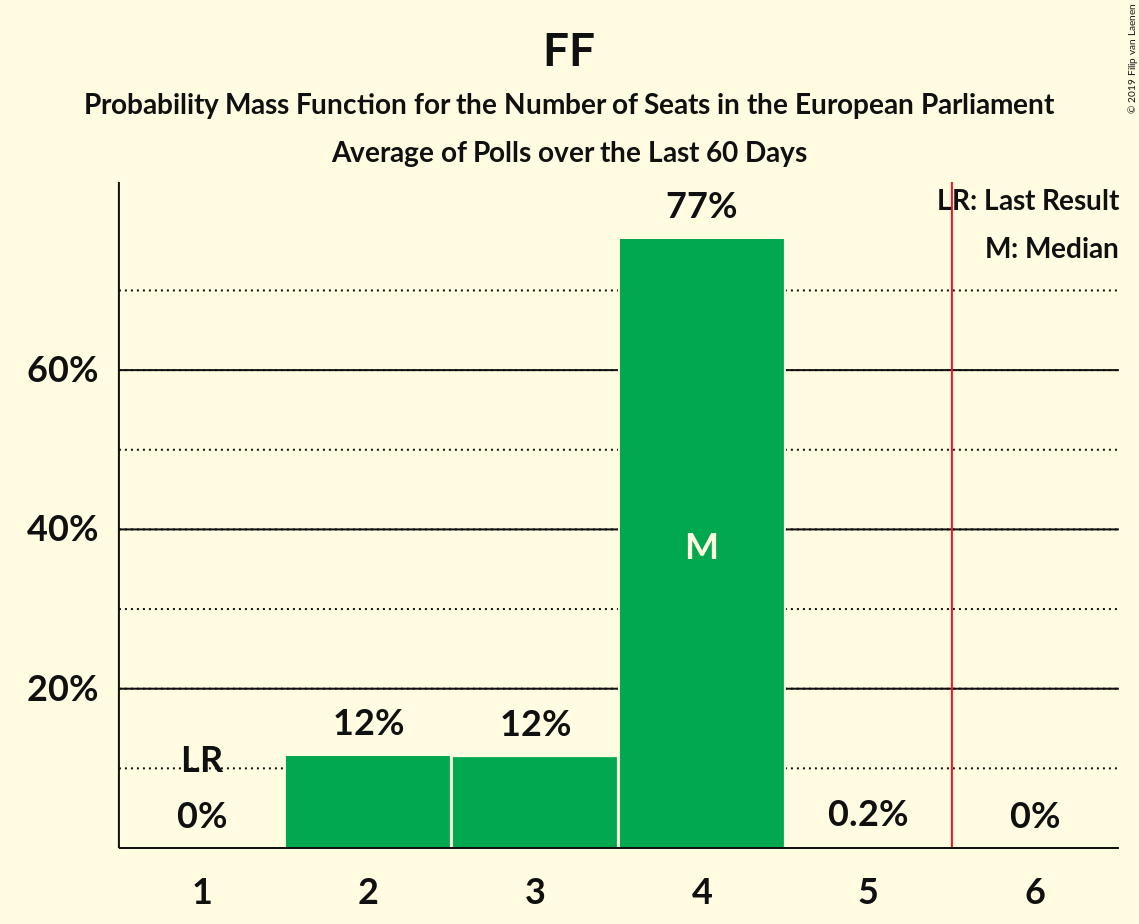 FF
Probability Mass Function for the Number of Seats in the European Parliament
Average of Polls over the Last 60 Days
© 2019 Filip van Laenen
LR: Last Result
M: Median
77%
60%
40%
M
20%
12%
12%
LR
0%
0.2%
0%
1 2 3 4 5 6